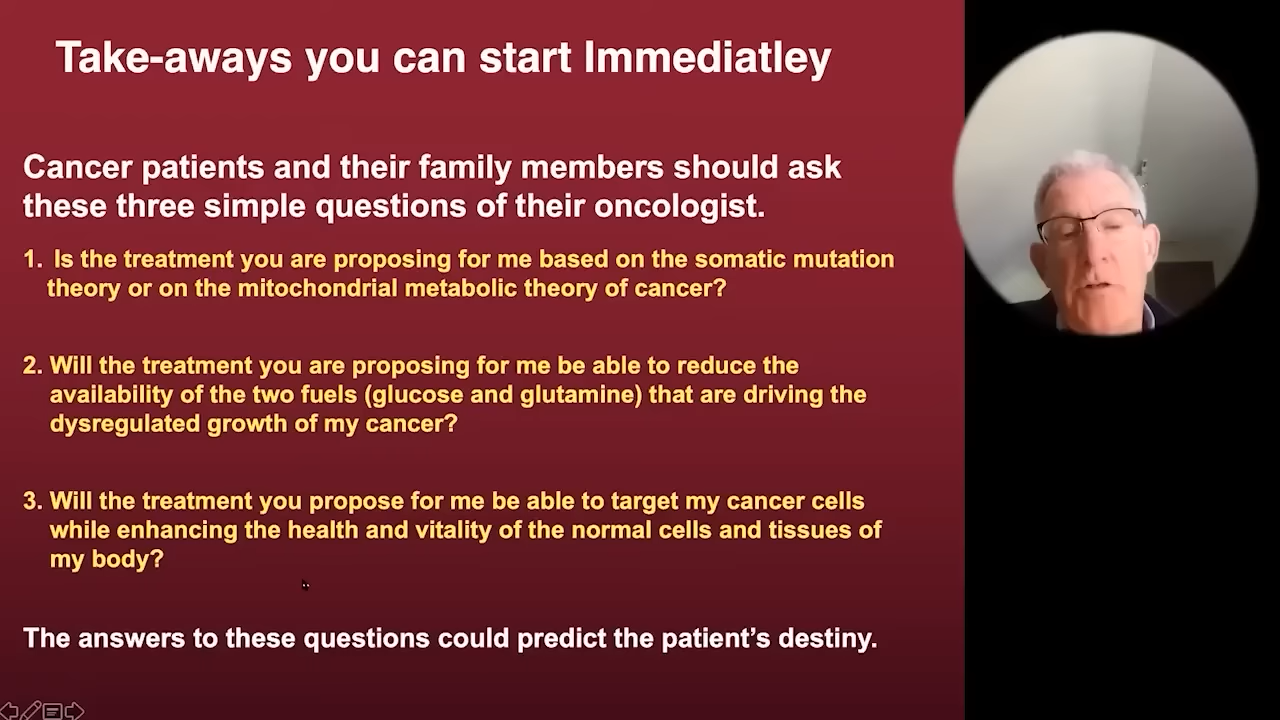 Take-aways you can start Immediatley
Cancer patients and their family members should ask
these three simple questions of their oncologist.
1. Is the treatment you are proposing for me based on the somatic mutation
theory or on the mitochondrial metabolic theory of cancer?
2. Will the treatment you are proposing for me be able to reduce the
availability of the two fuels (glucose and glutamine) that are driving the
dysregulated growth of my cancer?
3. Will the treatment you propose for me be able to target my cancer cells
while enhancing the health and vitality of the normal cells and tissues of
my body?
The answers to these questions could predict the patient’s destiny.